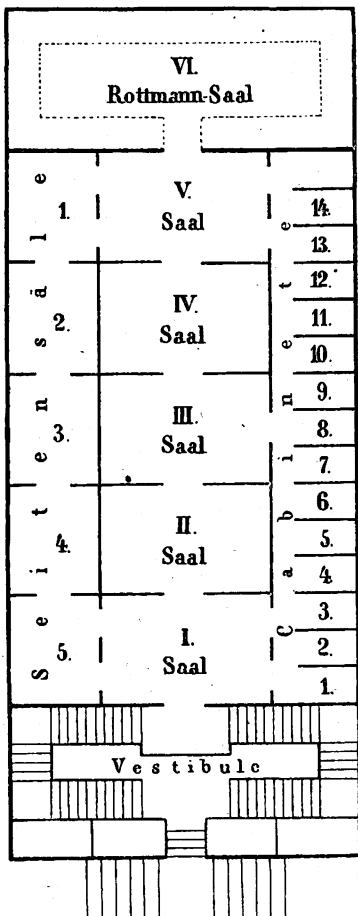 VI.
Rottmann-Saal
V.
Saal
IV.
Saal
III.
Saal
II.
Saal
I.
Saal
Seitensäle
1.
2.
3.
4.
5.
Cabinete
14.
13.
12.
11.
10.
9.
8.
7.
6.
5.
4.
3.
2.
1.
Vestibule